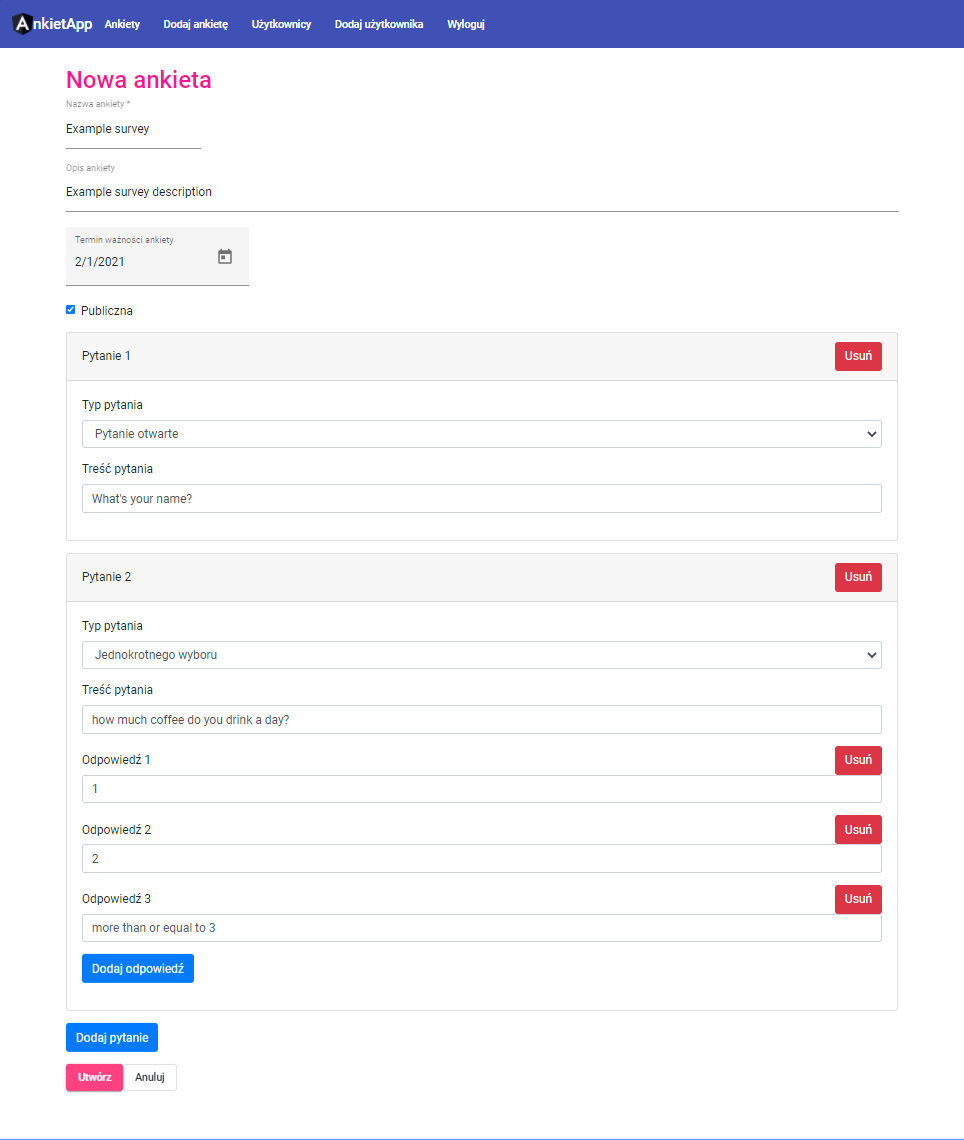 AnkietApp Ankiety Dodaj ankietę Użytkownicy Dodaj użytkownika Wyloguj
Nowa ankieta
Nazwa ankiety *
Example survey
Opis ankiety
Example survey description
Termin ważności ankiety
2/1/2021
Publiczna
Pytanie 1 Usuń
Typ pytania
Pytanie otwarte
Treść pytania
What's your name?
Pytanie 2 Usuń
Typ pytania
Jednokrotnego wyboru
Treść pytania
how much coffee do you drink a day?
Odpowiedź 1 Usuń
1
Odpowiedź 2 Usuń
2
Odpowiedź 3 Usuń
more than or equal to 3
Dodaj odpowiedź
Dodaj pytanie
Utwórz Anuluj